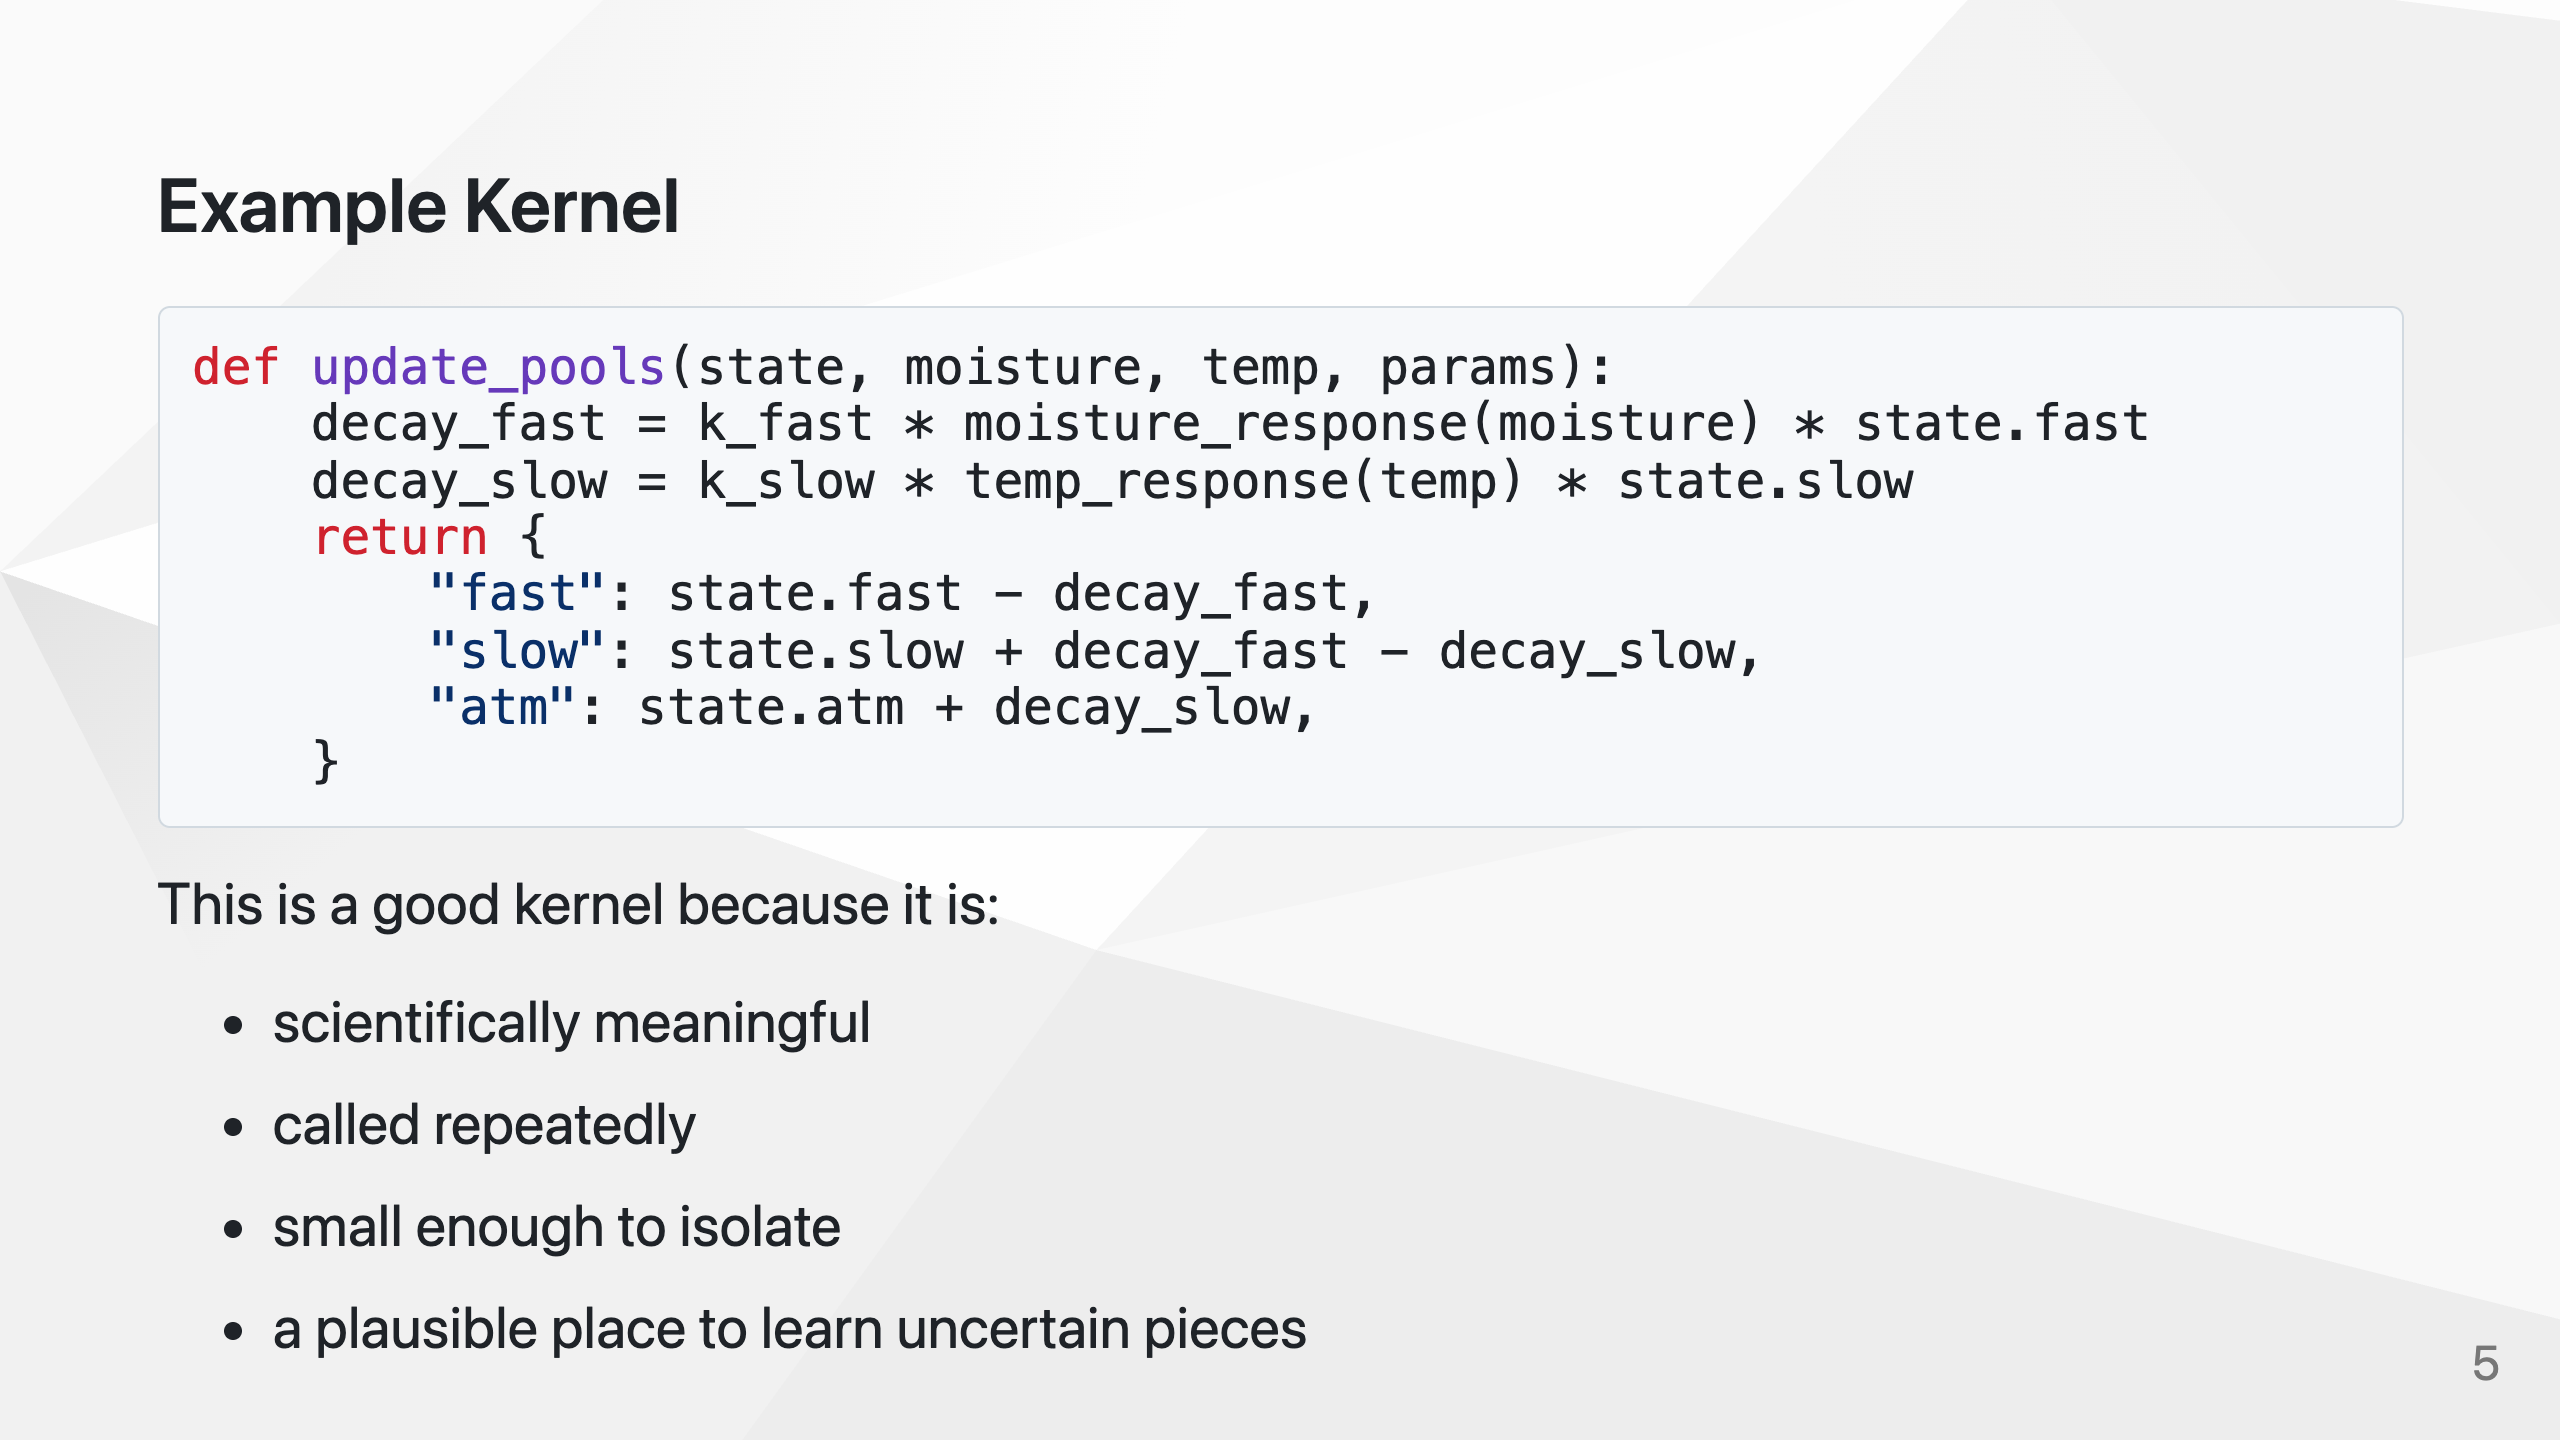 Example Kernel
def update_pools(state, moisture, temp, params):
    decay_fast = k_fast * moisture_response(moisture) * state.fast
    decay_slow = k_slow * temp_response(temp) * state.slow
    return {
        "fast": state.fast - decay_fast,
        "slow": state.slow + decay_fast - decay_slow,
        "atm": state.atm + decay_slow,
    }
This is a good kernel because it is:
• scientifically meaningful
• called repeatedly
• small enough to isolate
• a plausible place to learn uncertain pieces
5